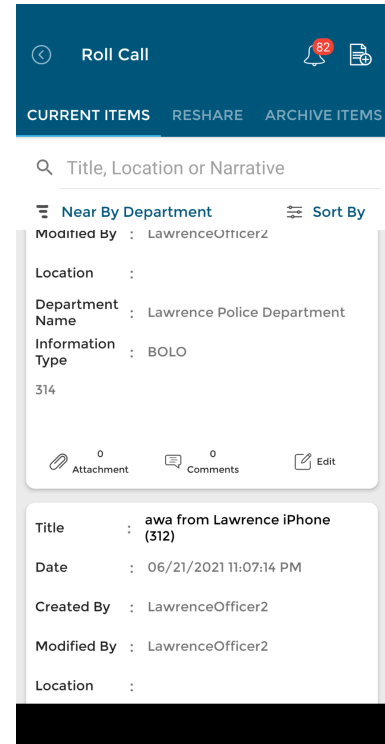 Roll Call
82
CURRENT ITEMS RESHARE ARCHIVE ITEMS
Title, Location or Narrative
Near By Department Sort By
Modified By : LawrenceOfficer2
Location :
Department Name : Lawrence Police Department
Information Type : BOLO
314
0 Attachment 0 Comments Edit
Title : awa from Lawrence iPhone (312)
Date : 06/21/2021 11:07:14 PM
Created By : LawrenceOfficer2
Modified By : LawrenceOfficer2
Location :